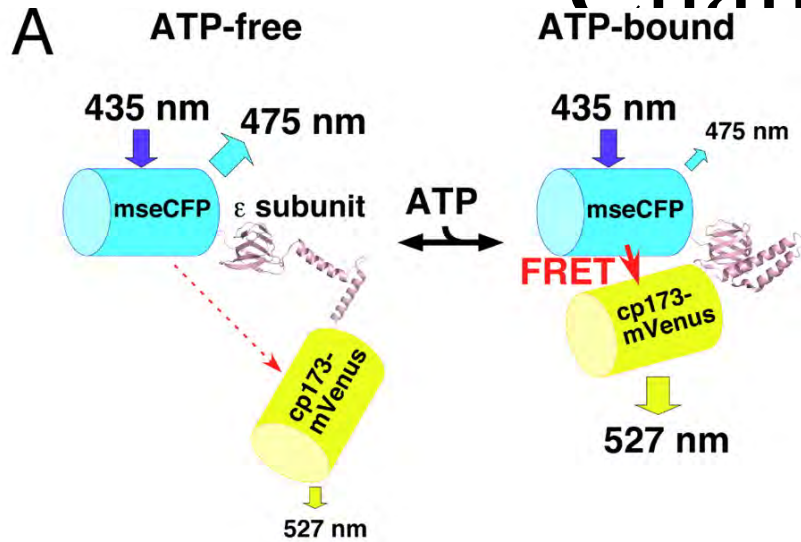 A
ATP-free
ATP-bound
435 nm
475 nm
mseCFP
ε subunit
cp173-
mVenus
527 nm
ATP
435 nm
475 nm
mseCFP
FRET
cp173-
mVenus
527 nm